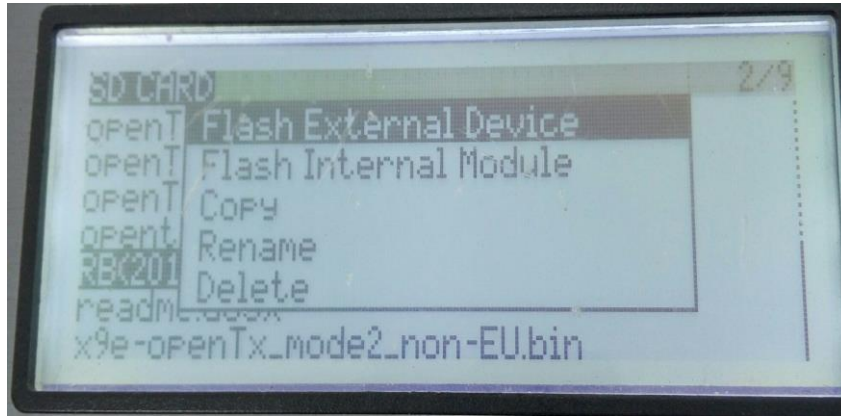 SD CARD 2/9
openT Flash External Device
openT Flash Internal Module
openT Copy
opent Rename
RB(201 Delete
readme.docx
x9e-openTx_mode2_non-EU.bin